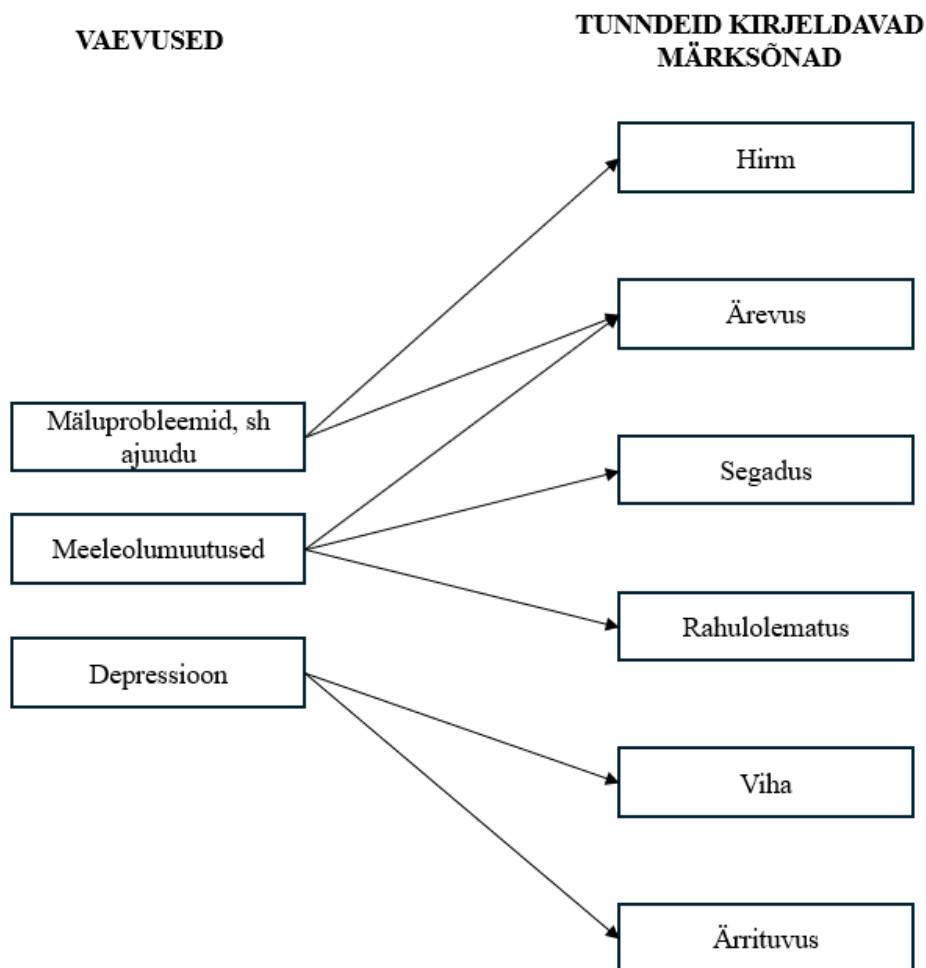 VAEVUSED
TUNNDEID KIRJELDAVAD
MÄRKSÕNAD
Hirm
Ärevus
Mäluprobleemid, sh
ajuudu
Segadus
Meeleolumuutused
Rahulolematus
Depressioon
Viha
Ärrituvus